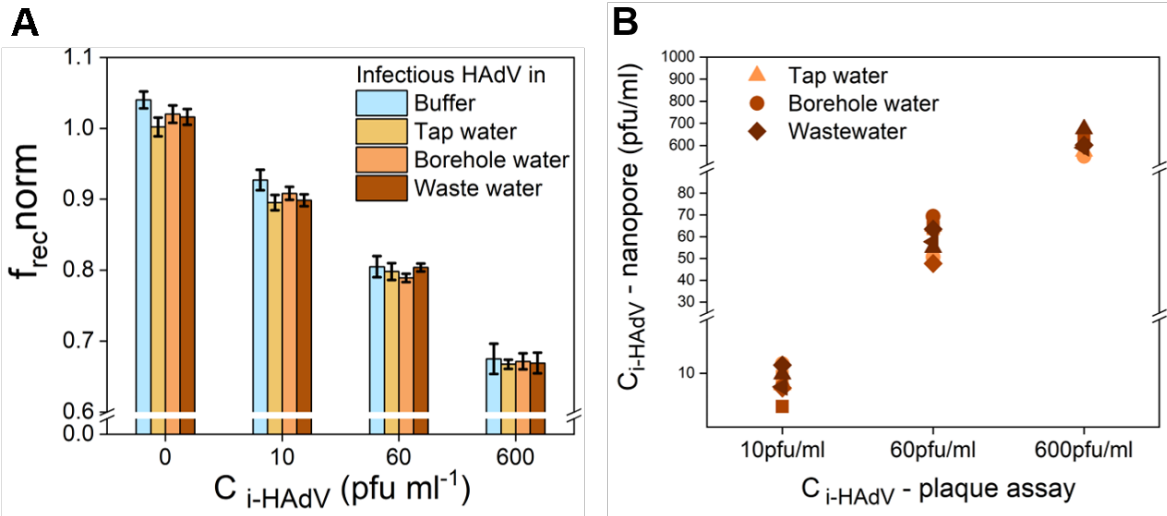 A
1.1
1.0
0.9
0.8
0.7
0.6
0.0
f_rec norm
Infectious HAdV in
Buffer
Tap water
Borehole water
Waste water
0 10 60 600
C i-HAdV (pfu ml⁻¹)
B
1000
900
800
700
600
80
70
60
50
40
30
10
C i-HAdV - nanopore (pfu/ml)
Tap water
Borehole water
Wastewater
10pfu/ml 60pfu/ml 600pfu/ml
C i-HAdV - plaque assay